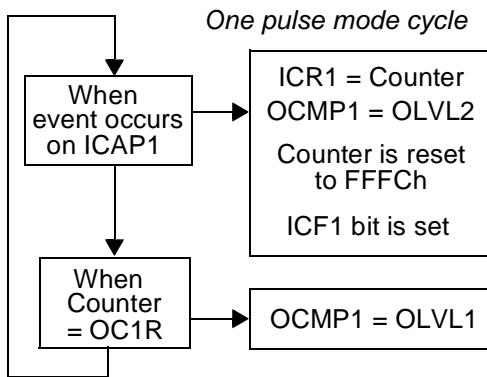 One pulse mode cycle
When
event occurs
on ICAP1
ICR1 = Counter
OCMP1 = OLVL2
Counter is reset
to FFFCh
ICF1 bit is set
When
Counter
= OC1R
OCMP1 = OLVL1